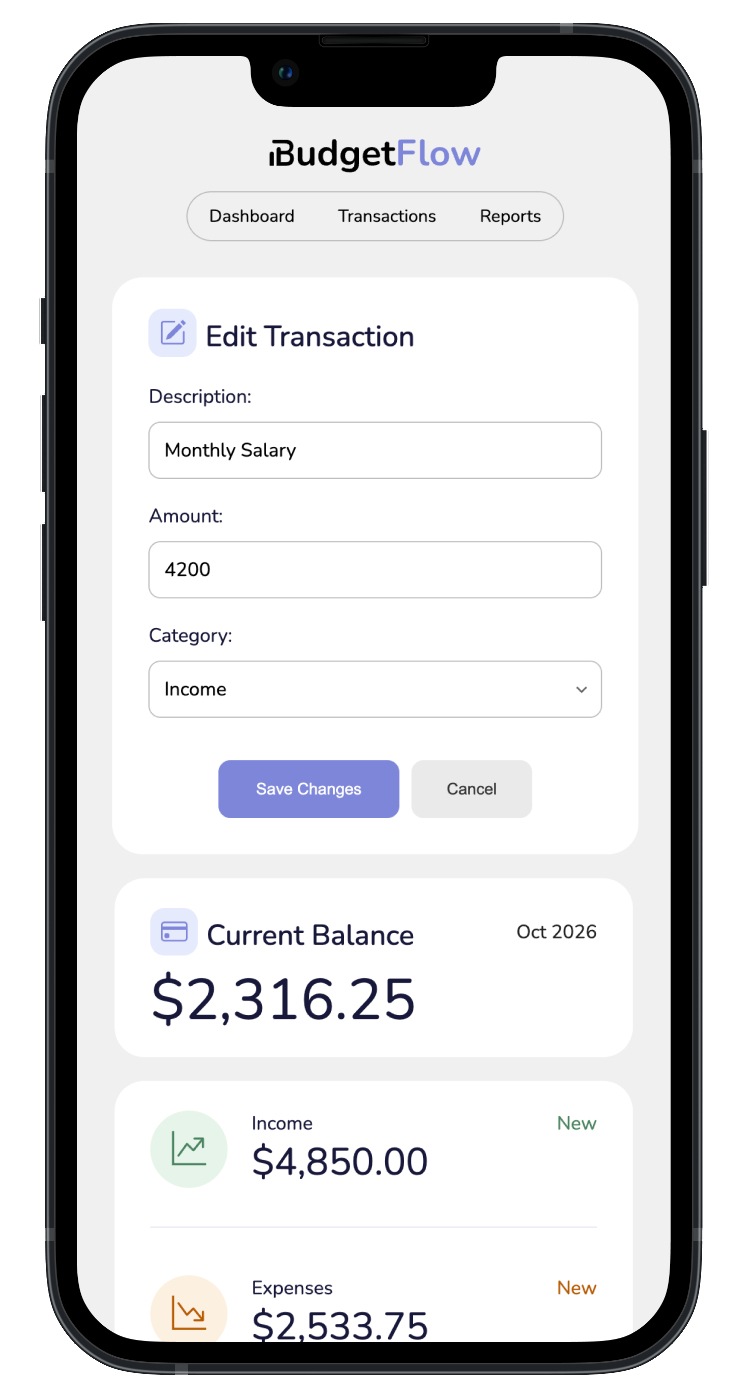 BudgetFlow
Dashboard Transactions Reports
Edit Transaction
Description:
Monthly Salary
Amount:
4200
Category:
Income
Save Changes Cancel
Current Balance Oct 2026
$2,316.25
Income New
$4,850.00
Expenses New
$2,533.75